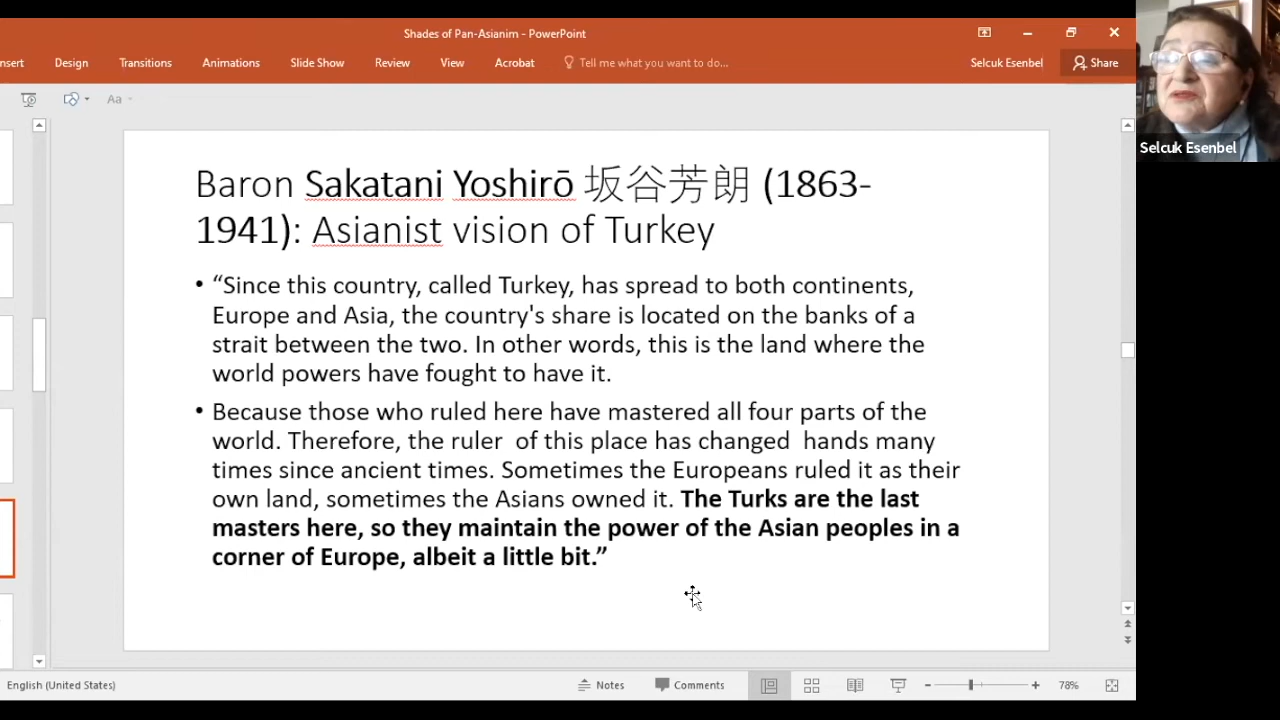 Shades of Pan-Asianim - PowerPoint
nsert Design Transitions Animations Slide Show Review View Acrobat Tell me what you want to do... Selcuk Esenbel Share
Aa
Selcuk Esenbel
Baron Sakatani Yoshirō 坂谷芳朗 (1863-
1941): Asianist vision of Turkey
• “Since this country, called Turkey, has spread to both continents,
Europe and Asia, the country's share is located on the banks of a
strait between the two. In other words, this is the land where the
world powers have fought to have it.
• Because those who ruled here have mastered all four parts of the
world. Therefore, the ruler of this place has changed hands many
times since ancient times. Sometimes the Europeans ruled it as their
own land, sometimes the Asians owned it. The Turks are the last
masters here, so they maintain the power of the Asian peoples in a
corner of Europe, albeit a little bit.”
English (United States) Notes Comments 78%